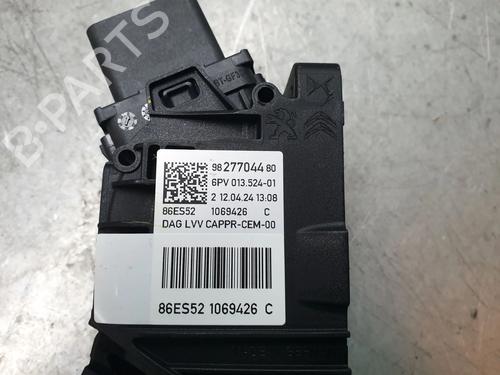 98 277044 80
6PV 013.524-01
2 12.04.24 13:08
86ES52 1069426 C
DAG LVV CAPPR-CEM-00
86ES52 1069426 C
B-PARTS